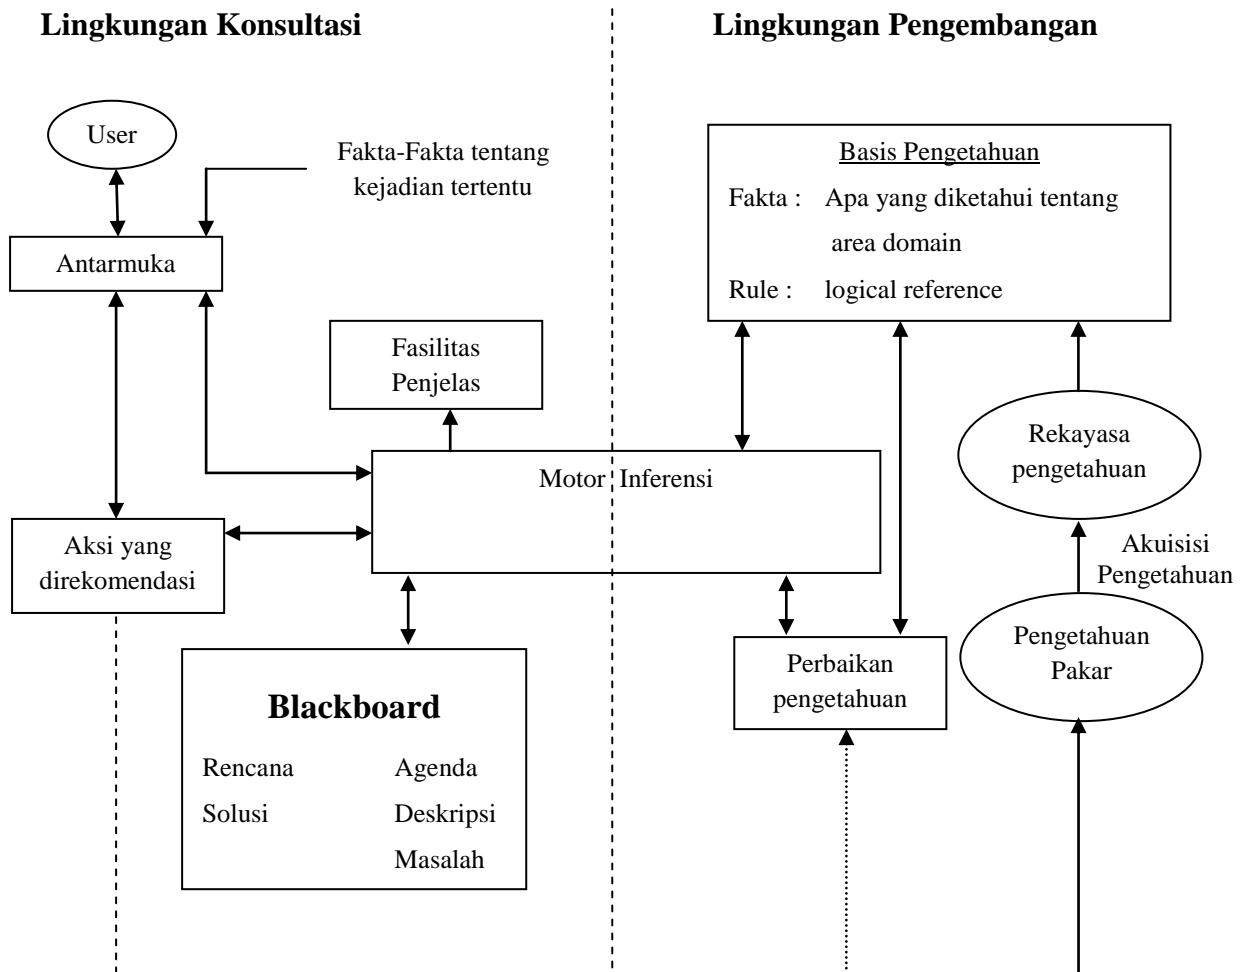 Lingkungan Konsultasi
Lingkungan Pengembangan
User
Fakta-Fakta tentang
kejadian tertentu
Antarmuka
Basis Pengetahuan
Fakta : Apa yang diketahui tentang
area domain
Rule : logical reference
Fasilitas
Penjelas
Rekayasa
pengetahuan
Motor Inferensi
Aksi yang
direkomendasi
Akuisisi
Pengetahuan
Perbaikan
pengetahuan
Pengetahuan
Pakar
Blackboard
Rencana Agenda
Solusi Deskripsi
Masalah